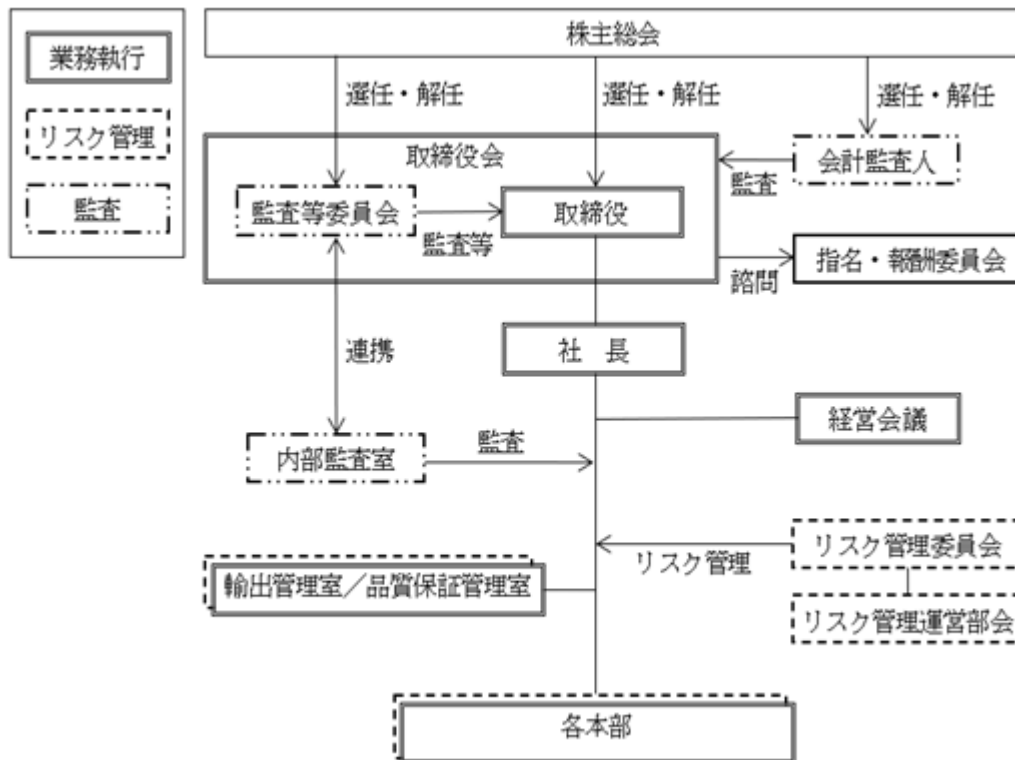 業務執行
リスク管理
監査
株主総会
選任・解任
選任・解任
選任・解任
取締役会
監査等委員会
監査等
取締役
監査
会計監査人
諮問
指名・報酬委員会
連携
社　長
経営会議
内部監査室
監査
リスク管理
リスク管理委員会
輸出管理室／品質保証管理室
リスク管理運営部会
各本部